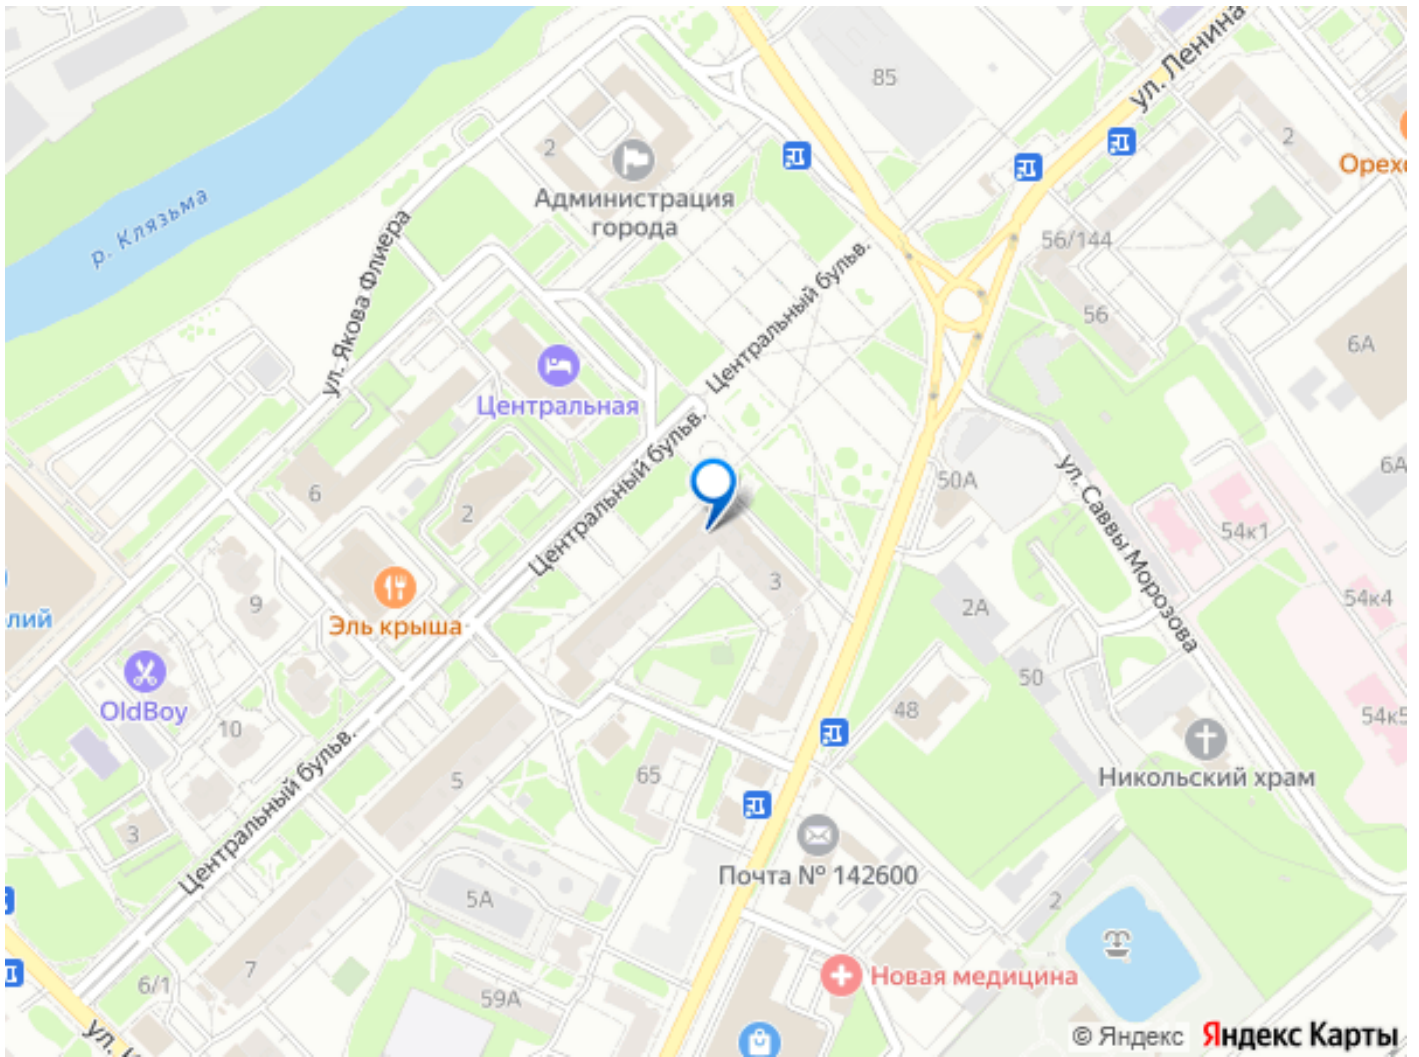 ул. Ленина
85
2
2
Администрация
города
Орехо
р. Клязьма
ул. Якова Флиера
Центральный бульв.
56/144
56
6А
Центральная
Центральный бульв.
6А
50А
ул. Саввы Морозова
54к1
6
2
3
2А
54к4
9
Эль крыша
лий
OldBoy
50
48
54к5
10
Никольский храм
65
5
Центральный бульв.
3
Почта № 142600
5А
2
7
6/1
59А
Новая медицина
ул. И
© Яндекс
Яндекс Карты